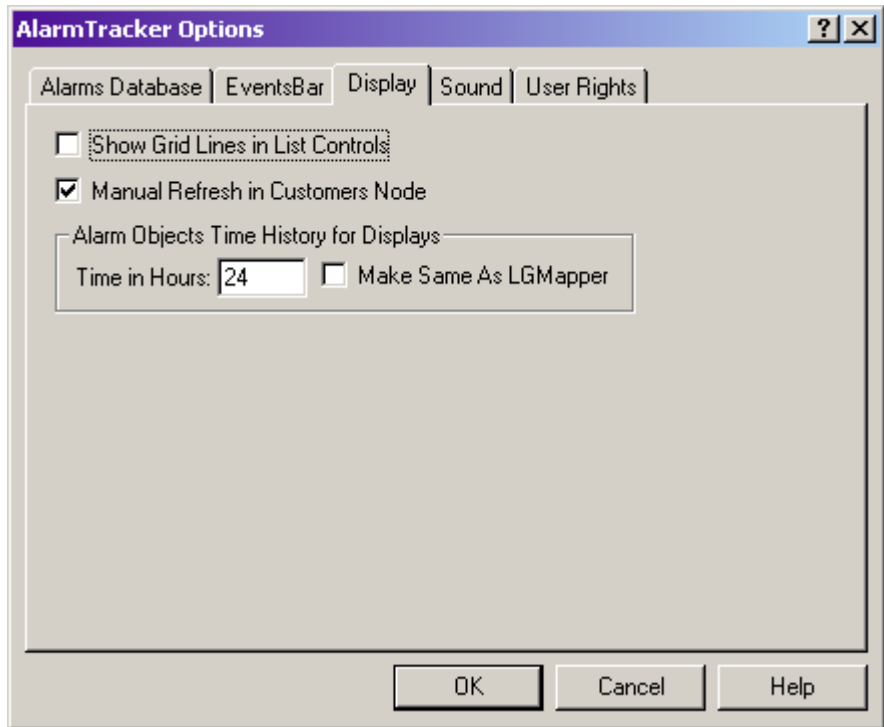 AlarmTracker Options
Alarms Database EventsBar Display Sound User Rights
Show Grid Lines in List Controls
Manual Refresh in Customers Node
Alarm Objects Time History for Displays
Time in Hours: 24 Make Same As LGMapper
OK Cancel Help